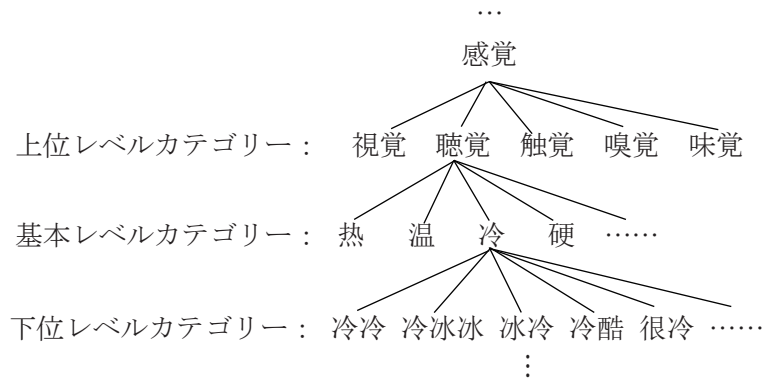 …
感覚
上位レベルカテゴリー： 視覚 聴覚 触覚 嗅覚 味覚
基本レベルカテゴリー： 热 温 冷 硬 ……
下位レベルカテゴリー： 冷冷 冷冰冰 冰冷 冷酷 很冷 ……
⋮